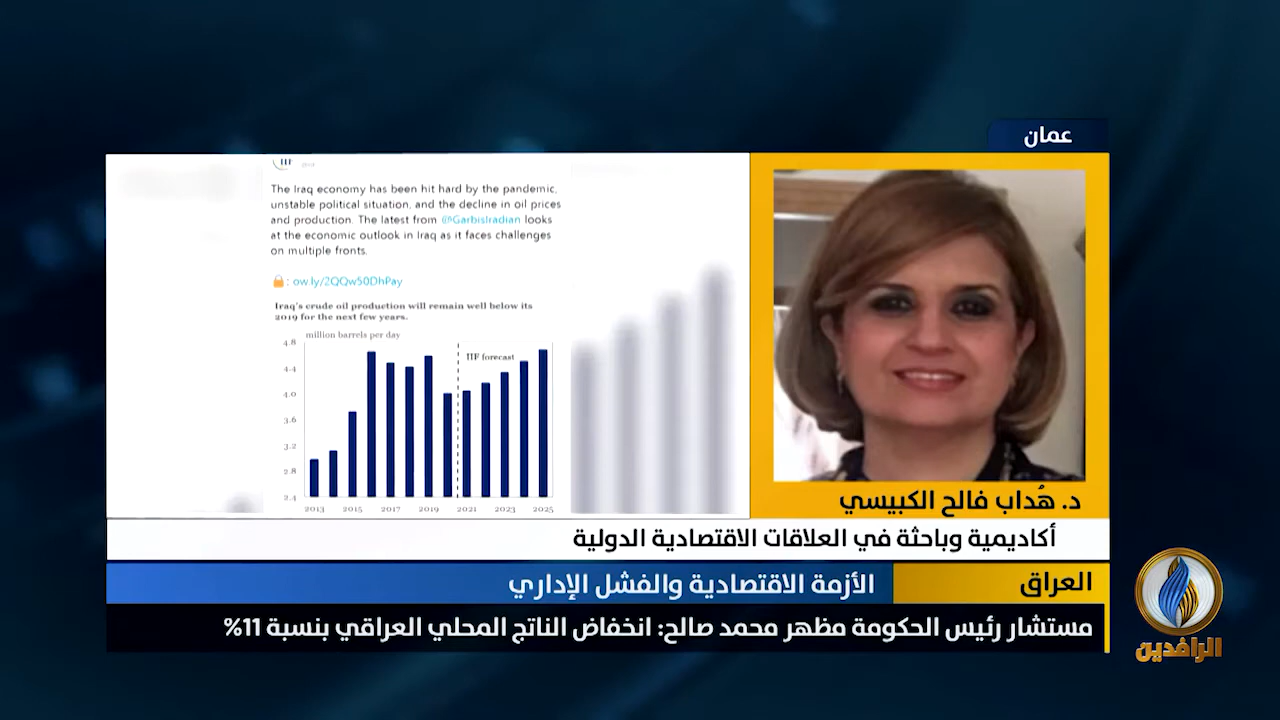 عمان
IIF
The Iraq economy has been hit hard by the pandemic,
unstable political situation, and the decline in oil prices
and production. The latest from @GarbisIradian looks
at the economic outlook in Iraq as it faces challenges
on multiple fronts.
: ow.ly/2QQw50DhPay
Iraq's crude oil production will remain well below its
2019 for the next few years.
million barrels per day
IIF forecast
4.8
4.4
4.0
3.6
3.2
2.8
2.4
2013 2015 2017 2019 2021 2023 2025
د. هُداب فالح الكبيسي
أكاديمية وباحثة في العلاقات الاقتصادية الدولية
العراق
الأزمة الاقتصادية والفشل الإداري
مستشار رئيس الحكومة مظهر محمد صالح: انخفاض الناتج المحلي العراقي بنسبة 11%
الرافدين